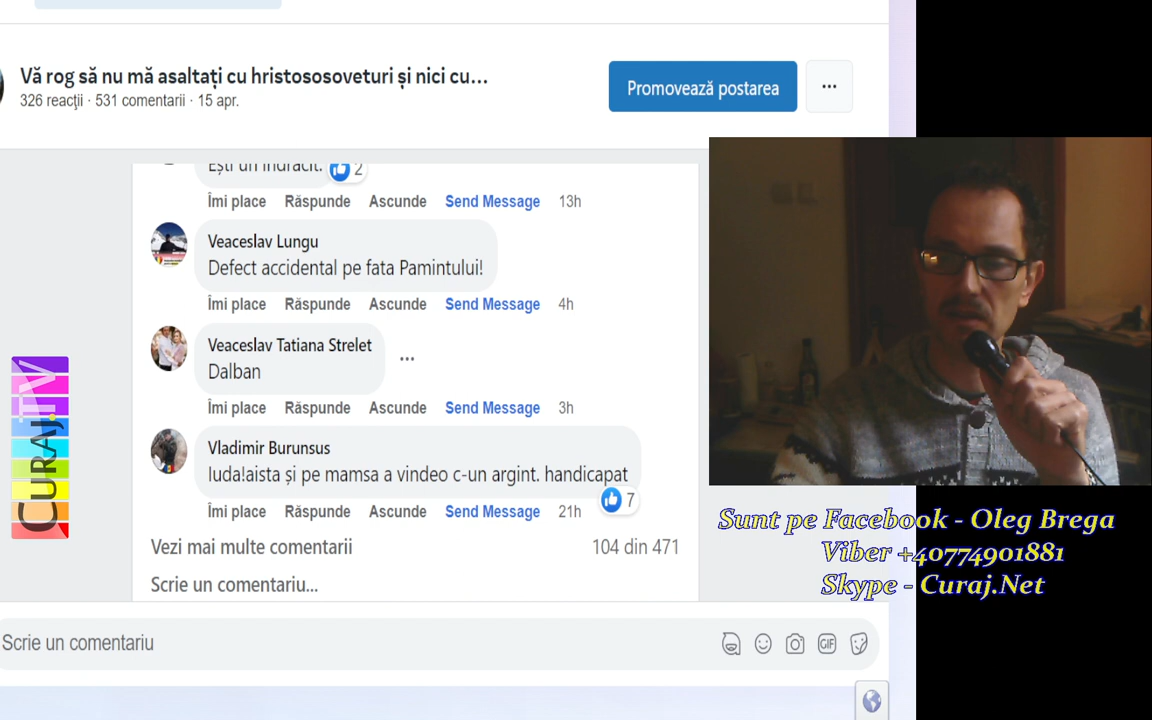 Vă rog să nu mă asaltați cu hristososoveturi și nici cu...
326 reacții · 531 comentarii · 15 apr.
Promovează postarea
Ești un îndrăcit.
2
Îmi place Răspunde Ascunde Send Message 13h
Veaceslav Lungu
Defect accidental pe fata Pamintului!
Îmi place Răspunde Ascunde Send Message 4h
Veaceslav Tatiana Strelet
Dalban
Îmi place Răspunde Ascunde Send Message 3h
Vladimir Burunsus
Iuda!aista și pe mamsa a vindeo c-un argint. handicapat
7
Îmi place Răspunde Ascunde Send Message 21h
Vezi mai multe comentarii 104 din 471
Scrie un comentariu...
Scrie un comentariu
GIF
CURAJ.TV
Sunt pe Facebook - Oleg Brega
Viber +40774901881
Skype - Curaj.Net